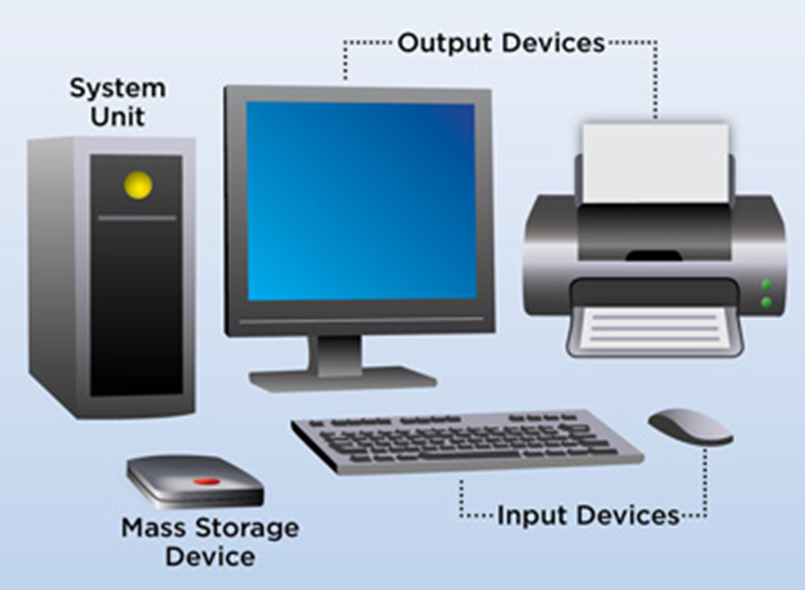 Output Devices
System
Unit
Input Devices
Mass Storage
Device